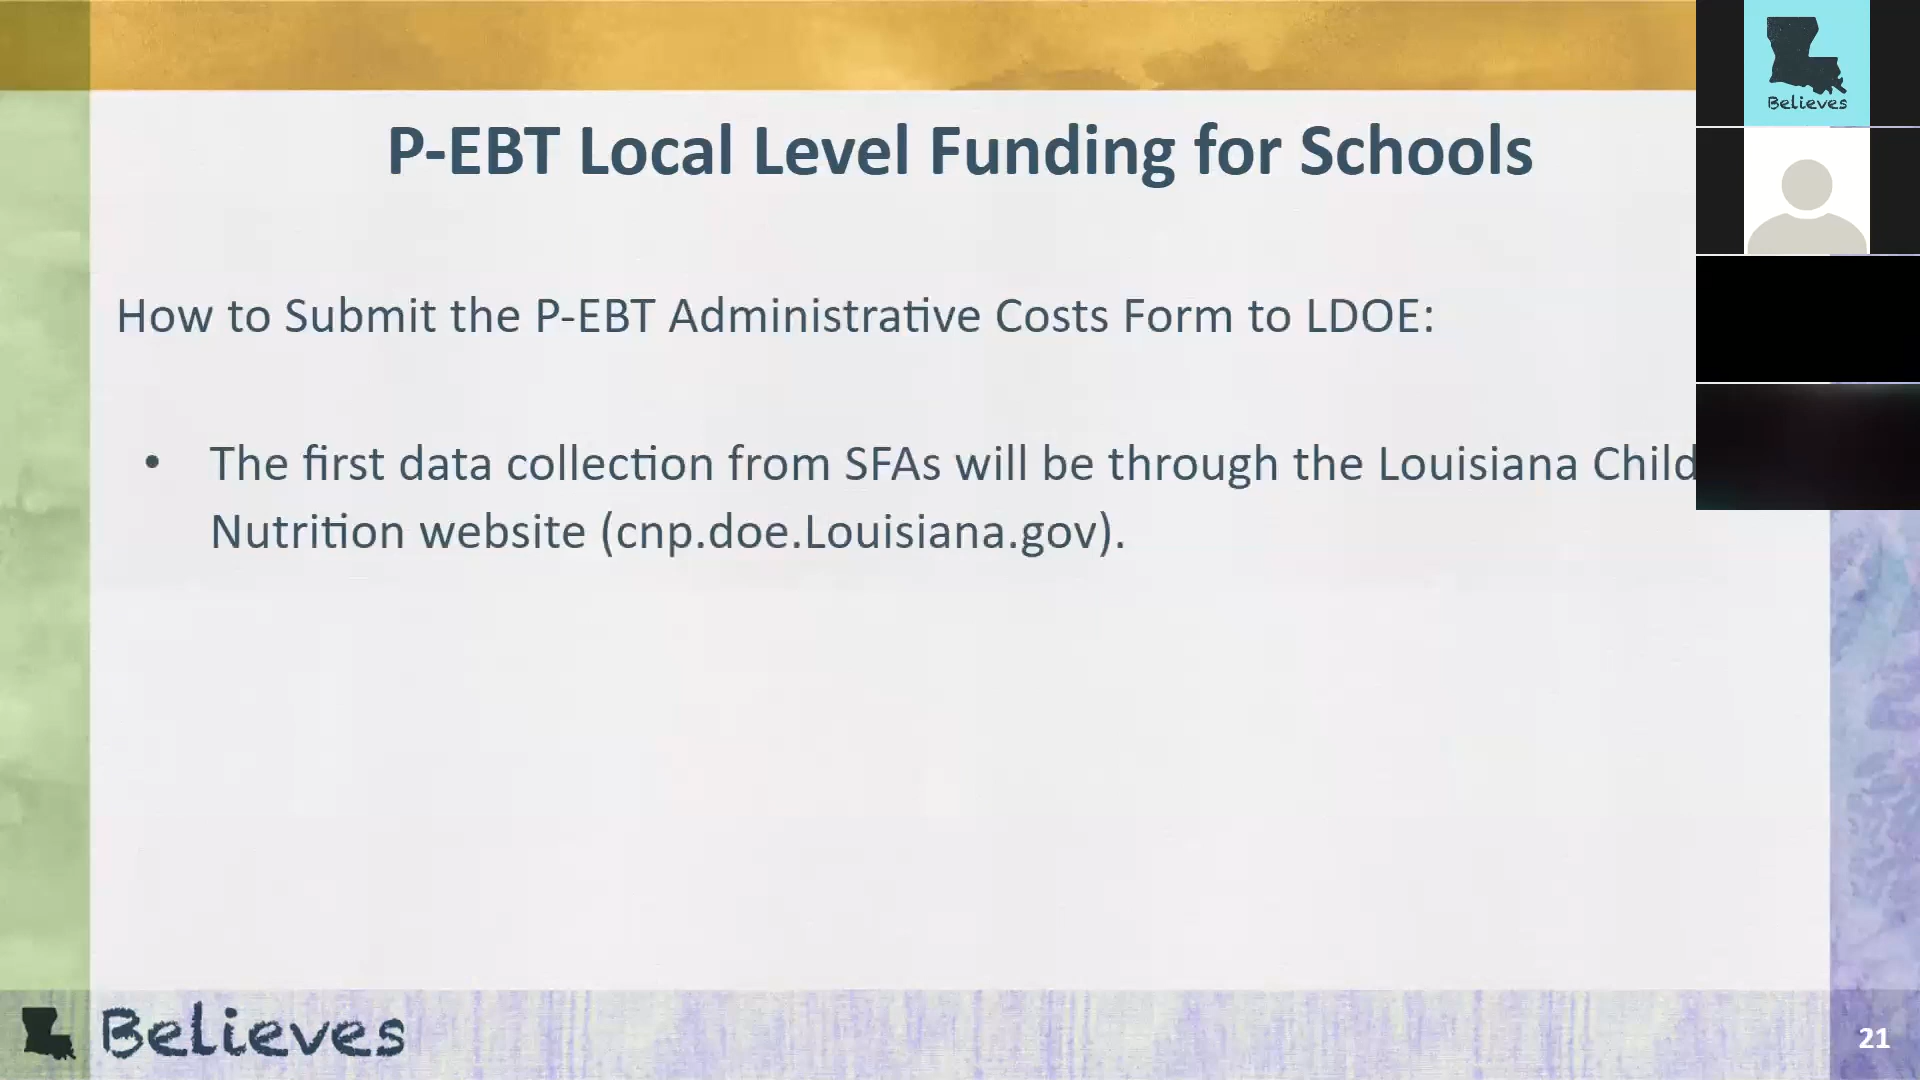 P-EBT Local Level Funding for Schools
How to Submit the P-EBT Administrative Costs Form to LDOE:
• The first data collection from SFAs will be through the Louisiana Child
Nutrition website (cnp.doe.Louisiana.gov).
Believes
Believes
21